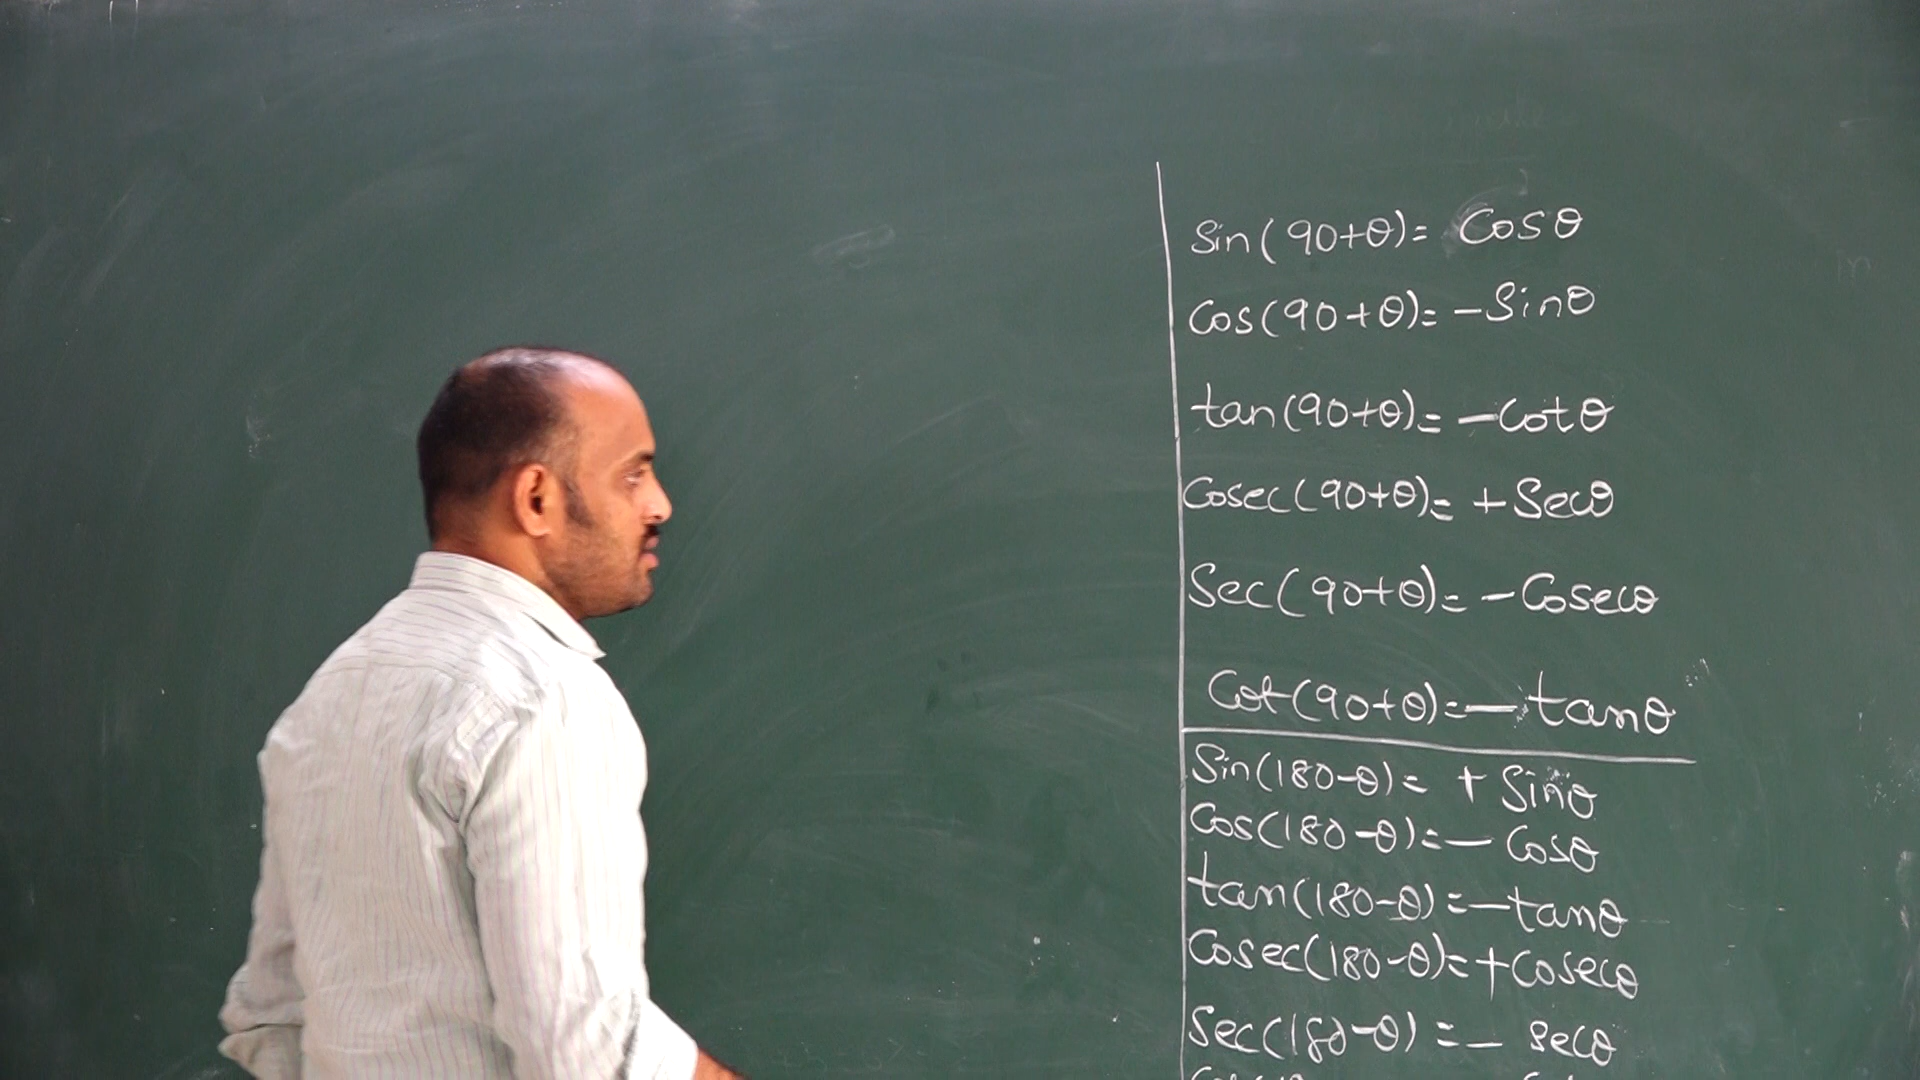 Sin(90+θ)= Cosθ
Cos(90+θ)= -Sinθ
tan(90+θ)= -Cotθ
Cosec(90+θ)= +Secθ
Sec(90+θ)= -Cosecθ
Cot(90+θ)=-tanθ
Sin(180-θ)= + Sinθ
Cos(180-θ)=- Cosθ
tan(180-θ)=-tanθ
Cosec(180-θ)=+Cosecθ
Sec(180-θ) =- Secθ